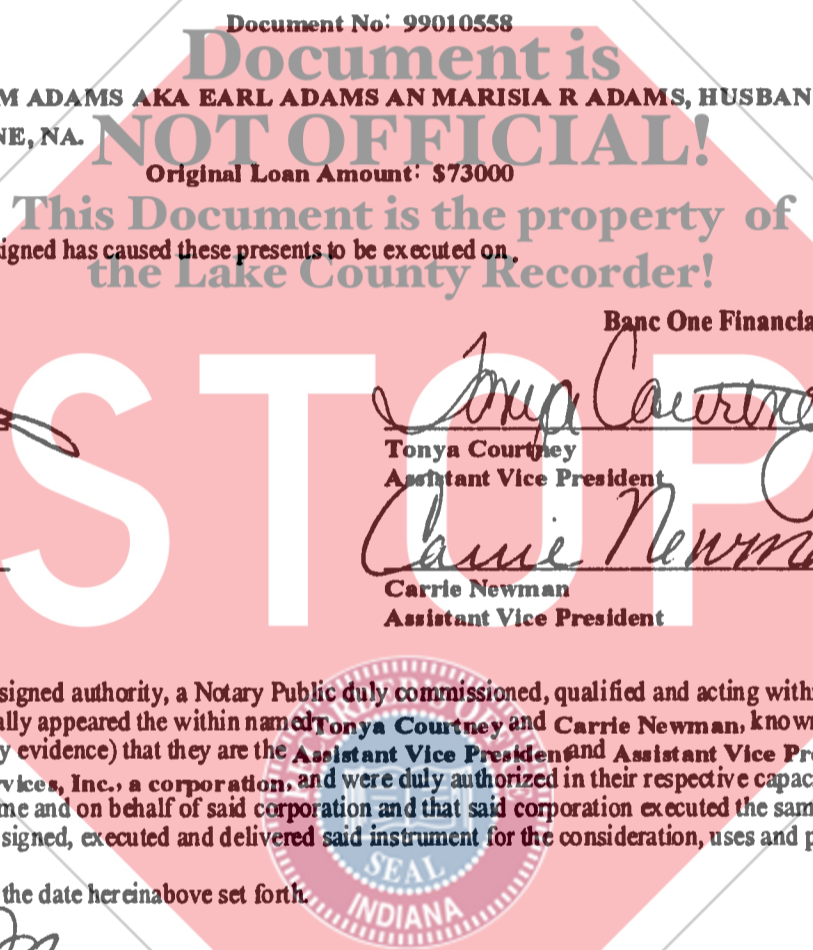 Document No: 99010558
Document is
M ADAMS AKA EARL ADAMS AN MARISIA R ADAMS, HUSBAN
NE, NA.
NOT OFFICIAL!
Original Loan Amount: $73000
This Document is the property of
signed has caused these presents to be executed on.
the Lake County Recorder!
Banc One Financia
STOP
Tonya Courtney
Tonya Courtney
Assistant Vice President
Carrie Newm
Carrie Newman
Assistant Vice President
signed authority, a Notary Public duly commissioned, qualified and acting with
ally appeared the within named Tonya Courtney and Carrie Newman, know
y evidence) that they are the Assistant Vice President and Assistant Vice Pr
vices, Inc., a corporation, and were duly authorized in their respective capac
me and on behalf of said corporation and that said corporation executed the sam
signed, executed and delivered said instrument for the consideration, uses and p
SEAL
the date hereinabove set forth.
INDIANA